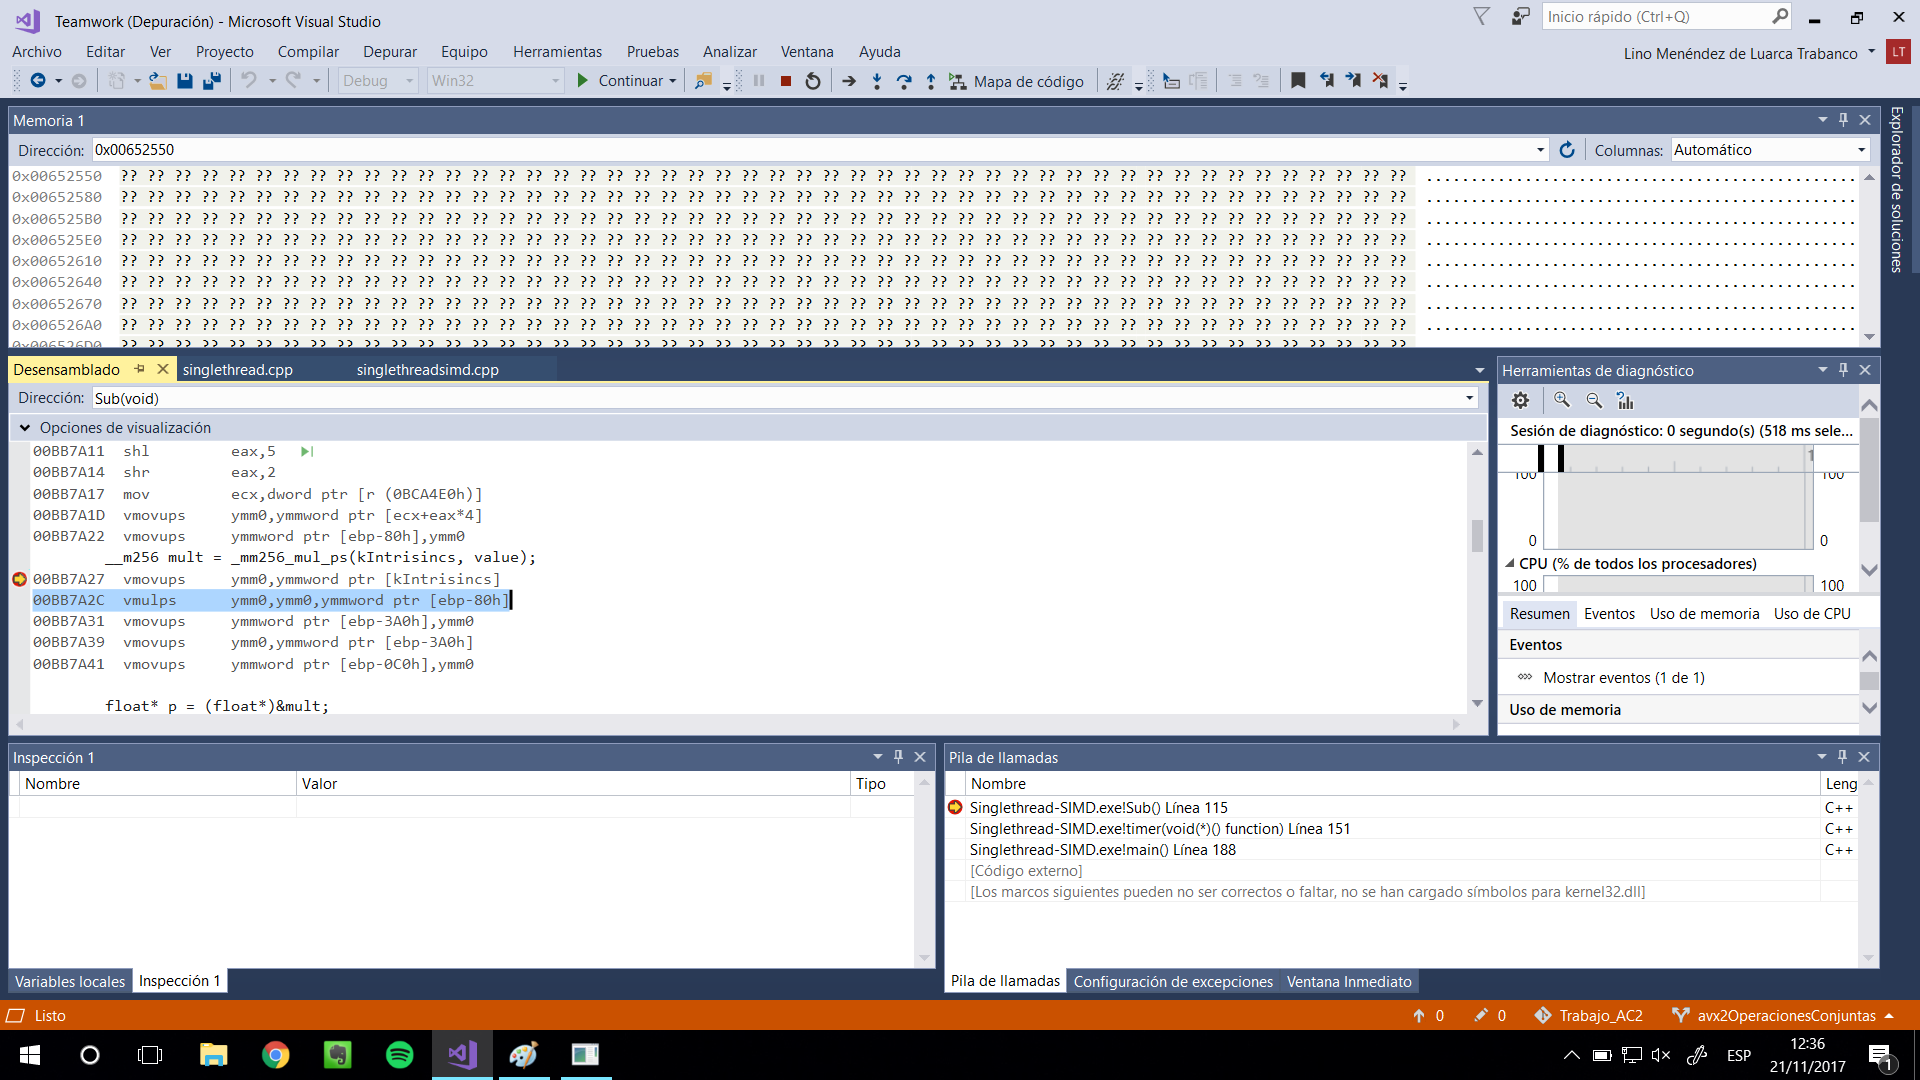 Teamwork (Depuración) - Microsoft Visual Studio
Inicio rápido (Ctrl+Q)
Archivo Editar Ver Proyecto Compilar Depurar Equipo Herramientas Pruebas Analizar Ventana Ayuda
Lino Menéndez de Luarca Trabanco LT
Debug Win32 Continuar Mapa de código
Explorador de soluciones
Memoria 1
Dirección: 0x00652550 Columnas: Automático
0x00652550 ?? ?? ?? ?? ?? ?? ?? ?? ?? ?? ?? ?? ?? ?? ?? ?? ?? ?? ?? ?? ?? ?? ?? ?? ?? ?? ?? ?? ?? ?? ?? ?? ?? ?? ?? ?? ?? ?? ?? ?? ?? ?? ?? ?? ?? ?? ?? ?? ................................................
0x00652580 ?? ?? ?? ?? ?? ?? ?? ?? ?? ?? ?? ?? ?? ?? ?? ?? ?? ?? ?? ?? ?? ?? ?? ?? ?? ?? ?? ?? ?? ?? ?? ?? ?? ?? ?? ?? ?? ?? ?? ?? ?? ?? ?? ?? ?? ?? ?? ?? ................................................
0x006525B0 ?? ?? ?? ?? ?? ?? ?? ?? ?? ?? ?? ?? ?? ?? ?? ?? ?? ?? ?? ?? ?? ?? ?? ?? ?? ?? ?? ?? ?? ?? ?? ?? ?? ?? ?? ?? ?? ?? ?? ?? ?? ?? ?? ?? ?? ?? ?? ?? ................................................
0x006525E0 ?? ?? ?? ?? ?? ?? ?? ?? ?? ?? ?? ?? ?? ?? ?? ?? ?? ?? ?? ?? ?? ?? ?? ?? ?? ?? ?? ?? ?? ?? ?? ?? ?? ?? ?? ?? ?? ?? ?? ?? ?? ?? ?? ?? ?? ?? ?? ?? ................................................
0x00652610 ?? ?? ?? ?? ?? ?? ?? ?? ?? ?? ?? ?? ?? ?? ?? ?? ?? ?? ?? ?? ?? ?? ?? ?? ?? ?? ?? ?? ?? ?? ?? ?? ?? ?? ?? ?? ?? ?? ?? ?? ?? ?? ?? ?? ?? ?? ?? ?? ................................................
0x00652640 ?? ?? ?? ?? ?? ?? ?? ?? ?? ?? ?? ?? ?? ?? ?? ?? ?? ?? ?? ?? ?? ?? ?? ?? ?? ?? ?? ?? ?? ?? ?? ?? ?? ?? ?? ?? ?? ?? ?? ?? ?? ?? ?? ?? ?? ?? ?? ?? ................................................
0x00652670 ?? ?? ?? ?? ?? ?? ?? ?? ?? ?? ?? ?? ?? ?? ?? ?? ?? ?? ?? ?? ?? ?? ?? ?? ?? ?? ?? ?? ?? ?? ?? ?? ?? ?? ?? ?? ?? ?? ?? ?? ?? ?? ?? ?? ?? ?? ?? ?? ................................................
0x006526A0 ?? ?? ?? ?? ?? ?? ?? ?? ?? ?? ?? ?? ?? ?? ?? ?? ?? ?? ?? ?? ?? ?? ?? ?? ?? ?? ?? ?? ?? ?? ?? ?? ?? ?? ?? ?? ?? ?? ?? ?? ?? ?? ?? ?? ?? ?? ?? ?? ................................................
0x006526D0 ?? ?? ?? ?? ?? ?? ?? ?? ?? ?? ?? ?? ?? ?? ?? ?? ?? ?? ?? ?? ?? ?? ?? ?? ?? ?? ?? ?? ?? ?? ?? ?? ?? ?? ?? ?? ?? ?? ?? ?? ?? ?? ?? ?? ?? ?? ?? ??
Desensamblado singlethread.cpp singlethreadsimd.cpp
Dirección: Sub(void)
Opciones de visualización
00BB7A11 shl eax,5
00BB7A14 shr eax,2
00BB7A17 mov ecx,dword ptr [r (0BCA4E0h)]
00BB7A1D vmovups ymm0,ymmword ptr [ecx+eax*4]
00BB7A22 vmovups ymmword ptr [ebp-80h],ymm0
__m256 mult = _mm256_mul_ps(kIntrisincs, value);
00BB7A27 vmovups ymm0,ymmword ptr [kIntrisincs]
00BB7A2C vmulps ymm0,ymm0,ymmword ptr [ebp-80h]
00BB7A31 vmovups ymmword ptr [ebp-3A0h],ymm0
00BB7A39 vmovups ymm0,ymmword ptr [ebp-3A0h]
00BB7A41 vmovups ymmword ptr [ebp-0C0h],ymm0
float* p = (float*)&mult;
Herramientas de diagnóstico
Sesión de diagnóstico: 0 segundo(s) (518 ms sele...
1
100 100
0 0
CPU (% de todos los procesadores)
100 100
Resumen Eventos Uso de memoria Uso de CPU
Eventos
Mostrar eventos (1 de 1)
Uso de memoria
Inspección 1
Nombre Valor Tipo
Variables locales Inspección 1
Pila de llamadas
Nombre Leng
Singlethread-SIMD.exe!Sub() Línea 115 C++
Singlethread-SIMD.exe!timer(void(*)() function) Línea 151 C++
Singlethread-SIMD.exe!main() Línea 188 C++
[Código externo]
[Los marcos siguientes pueden no ser correctos o faltar, no se han cargado símbolos para kernel32.dll]
Pila de llamadas Configuración de excepciones Ventana Inmediato
Listo 0 0 Trabajo_AC2 avx2OperacionesConjuntas
ESP 12:36
21/11/2017 1